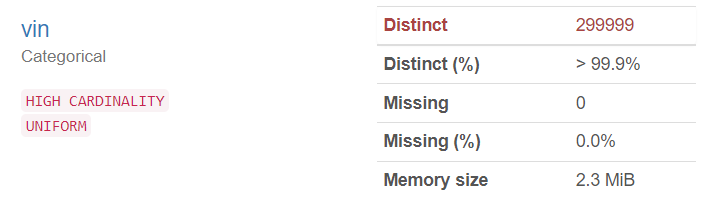 vin
Categorical
HIGH CARDINALITY
UNIFORM
Distinct 299999
Distinct (%) > 99.9%
Missing 0
Missing (%) 0.0%
Memory size 2.3 MiB